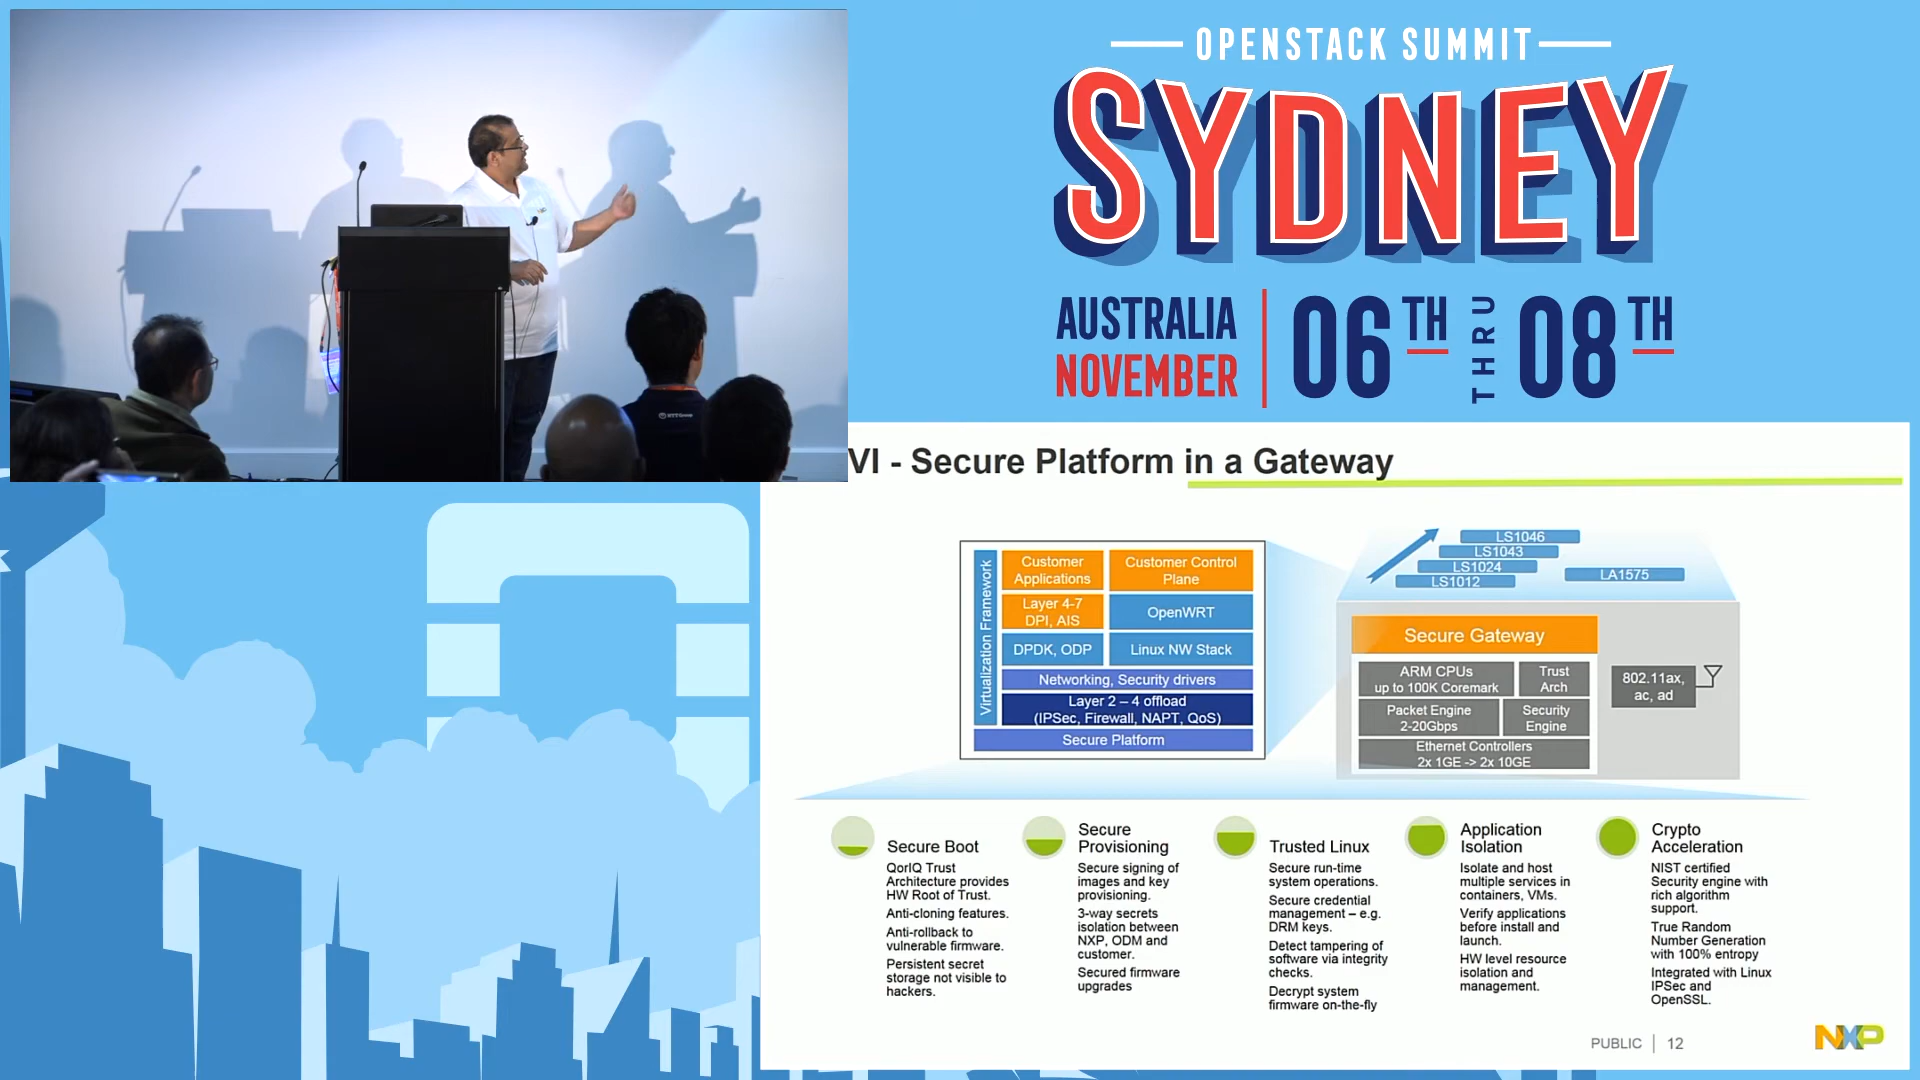 OPENSTACK SUMMIT
SYDNEY
AUSTRALIA
NOVEMBER
06TH
THRU
08TH
NTT Group
VI - Secure Platform in a Gateway
Virtualization Framework
Customer
Applications
Customer Control
Plane
Layer 4-7
DPI, AIS
OpenWRT
DPDK, ODP
Linux NW Stack
Networking, Security drivers
Layer 2 – 4 offload
(IPSec, Firewall, NAPT, QoS)
Secure Platform
LS1046
LS1043
LS1024
LS1012
LA1575
Secure Gateway
ARM CPUs
up to 100K Coremark
Trust
Arch
Packet Engine
2-20Gbps
Security
Engine
Ethernet Controllers
2x 1GE -> 2x 10GE
802.11ax,
ac, ad
Secure Boot
QorIQ Trust
Architecture provides
HW Root of Trust.
Anti-cloning features.
Anti-rollback to
vulnerable firmware.
Persistent secret
storage not visible to
hackers.
Secure
Provisioning
Secure signing of
images and key
provisioning.
3-way secrets
isolation between
NXP, ODM and
customer.
Secured firmware
upgrades
Trusted Linux
Secure run-time
system operations.
Secure credential
management – e.g.
DRM keys.
Detect tampering of
software via integrity
checks.
Decrypt system
firmware on-the-fly
Application
Isolation
Isolate and host
multiple services in
containers, VMs.
Verify applications
before install and
launch.
HW level resource
isolation and
management.
Crypto
Acceleration
NIST certified
Security engine with
rich algorithm
support.
True Random
Number Generation
with 100% entropy
Integrated with Linux
IPSec and
OpenSSL.
PUBLIC | 12
NXP